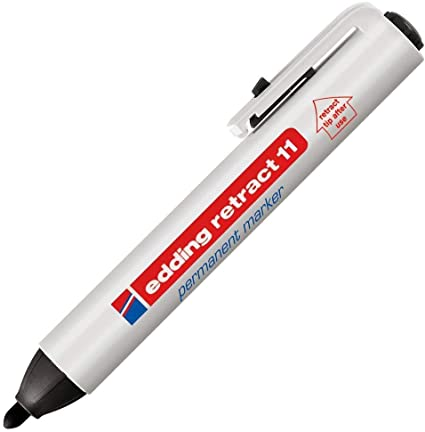 edding retract 11
permanent marker
retract
tip after
use